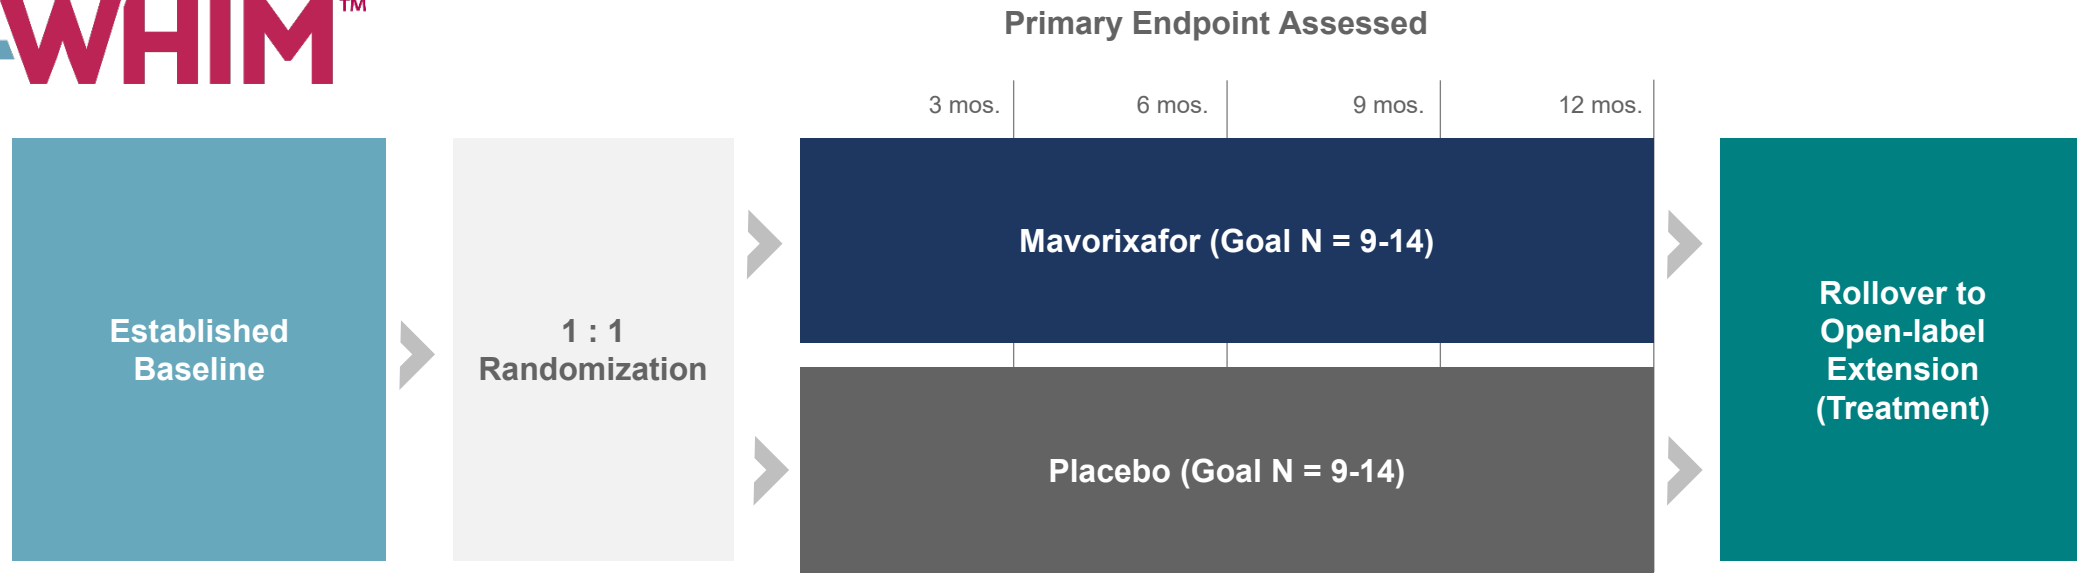 WHIM™
Primary Endpoint Assessed
3 mos.
6 mos.
9 mos.
12 mos.
Established
Baseline
1 : 1
Randomization
Mavorixafor (Goal N = 9-14)
Placebo (Goal N = 9-14)
Rollover to
Open-label
Extension
(Treatment)